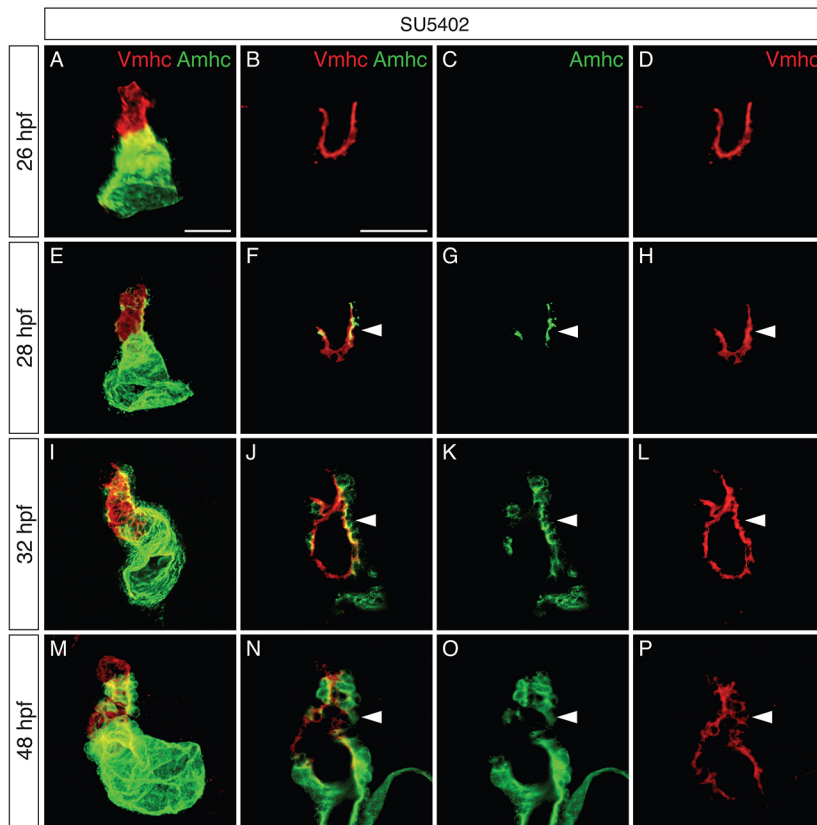 SU5402
26 hpf
A Vmhc Amhc
B Vmhc Amhc
C Amhc
D Vmhc
28 hpf
E
F
G
H
32 hpf
I
J
K
L
48 hpf
M
N
O
P